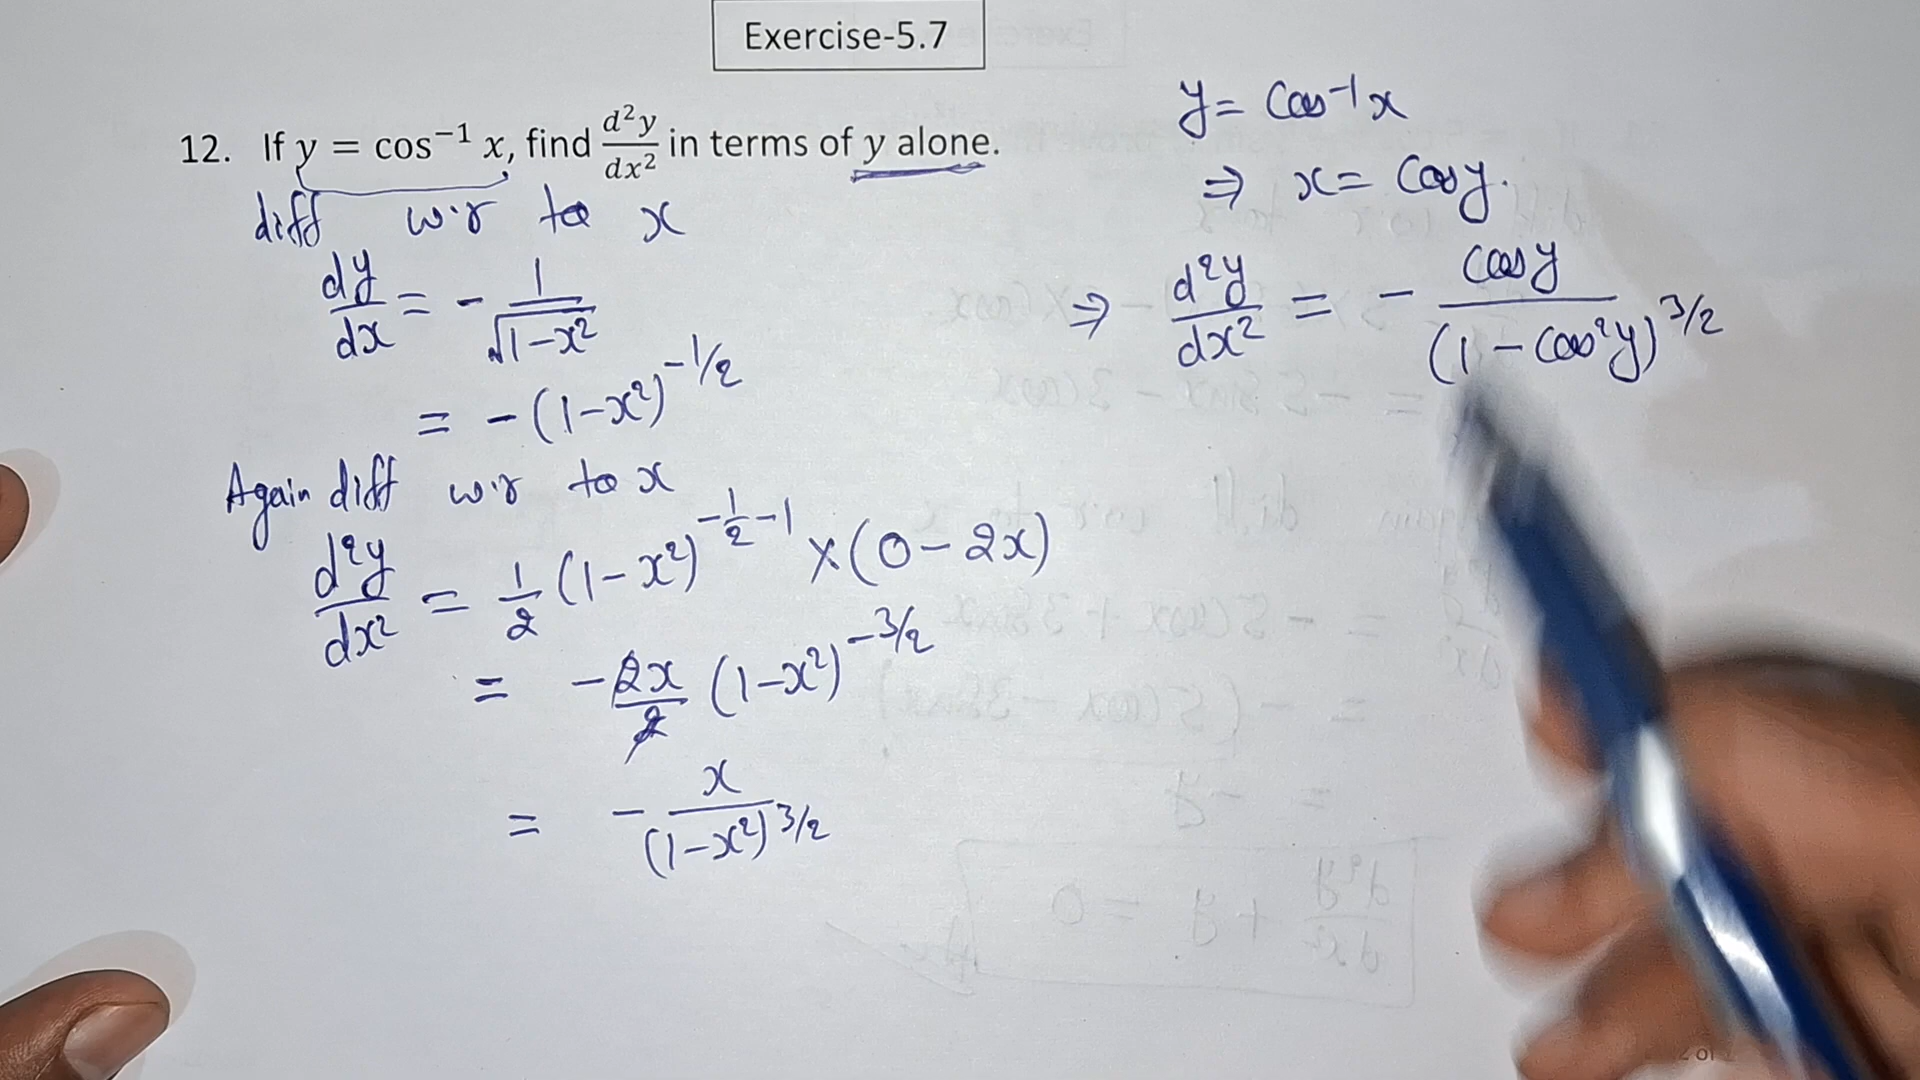 Exercise-5.7
12. If y = cos⁻¹ x, find d²y/dx² in terms of y alone.
diff w.r to x
dy/dx = - 1/√(1-x²)
= -(1-x²)^(-1/2)
Again diff w.r to x
d²y/dx² = 1/2 (1-x²)^(-1/2-1) × (0-2x)
= -2x/2 (1-x²)^(-3/2)
= - x/(1-x²)^(3/2)
y = Cos⁻¹x
⇒ x = Cosy.
⇒ d²y/dx² = - Cosy/(1-Cos²y)^(3/2)